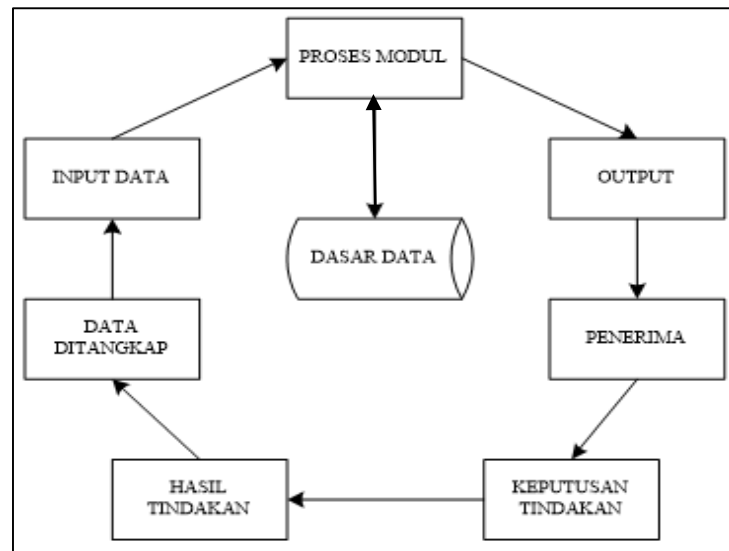 PROSES MODUL
INPUT DATA
OUTPUT
DASAR DATA
DATA
DITANGKAP
PENERIMA
HASIL
TINDAKAN
KEPUTUSAN
TINDAKAN